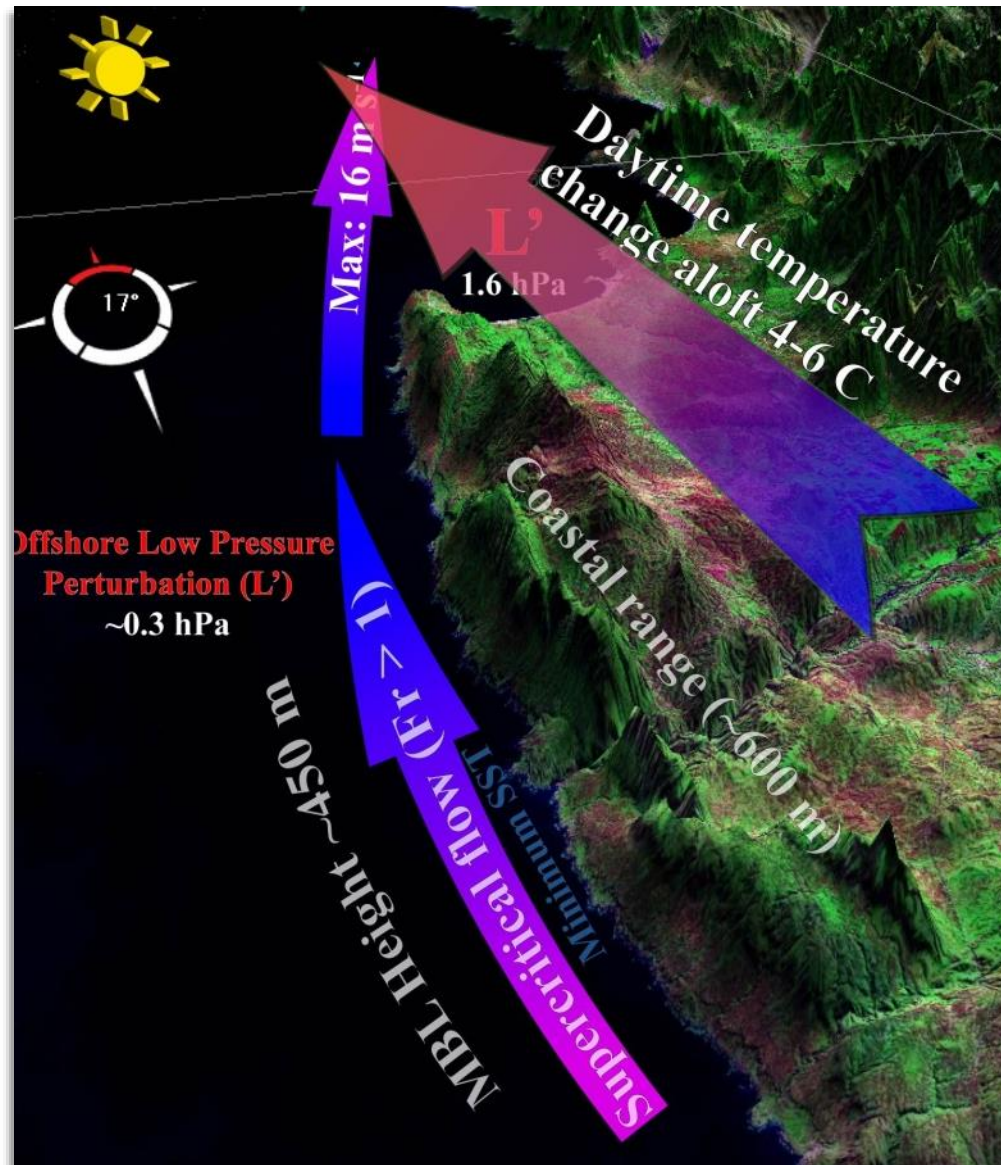 Max: 16 m s-1
Daytime temperature
change aloft 4-6 C
L’
1.6 hPa
17°
Coastal range (~600 m)
Offshore Low Pressure
Perturbation (L’)
~0.3 hPa
Supercritical flow (Fr > 1)
Minimum SST
MBL Height ~450 m